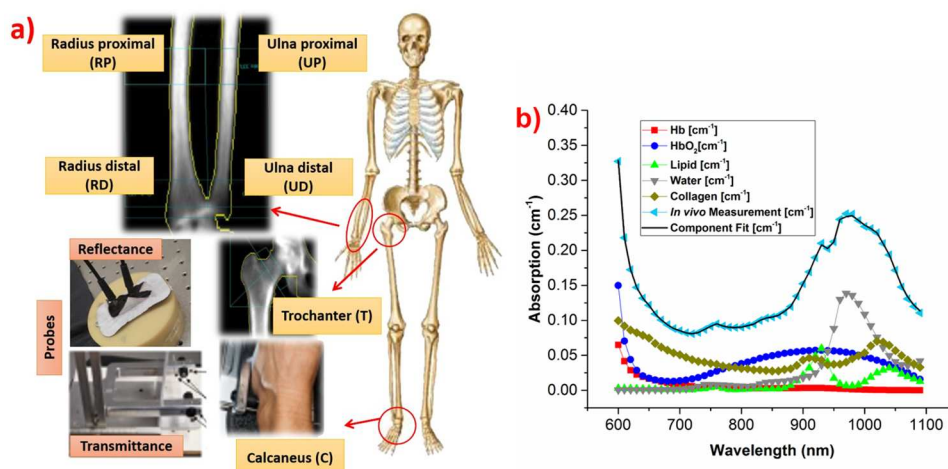 a)
Radius proximal
(RP)
Ulna proximal
(UP)
Radius distal
(RD)
Ulna distal
(UD)
Reflectance
Probes
Trochanter (T)
Transmittance
Calcaneus (C)
b)
Hb [cm⁻¹]
HbO₂[cm⁻¹]
Lipid [cm⁻¹]
Water [cm⁻¹]
Collagen [cm⁻¹]
In vivo Measurement [cm⁻¹]
Component Fit [cm⁻¹]
Absorption (cm⁻¹)
0.40
0.35
0.30
0.25
0.20
0.15
0.10
0.05
0.00
600 700 800 900 1000 1100
Wavelength (nm)